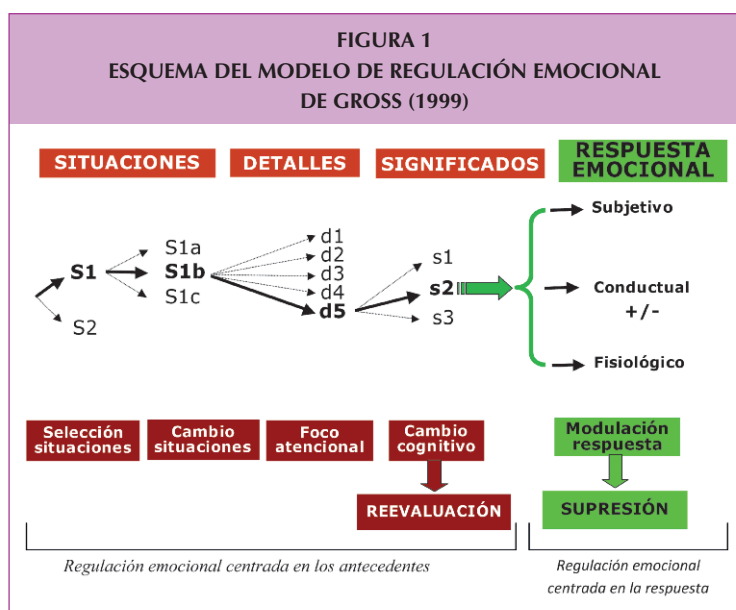 FIGURA 1
ESQUEMA DEL MODELO DE REGULACIÓN EMOCIONAL
DE GROSS (1999)
SITUACIONES
DETALLES
SIGNIFICADOS
RESPUESTA
EMOCIONAL
S1
S2
S1a
S1b
S1c
d1
d2
d3
d4
d5
s1
s2
s3
Subjetivo
Conductual
+/-
Fisiológico
Selección
situaciones
Cambio
situaciones
Foco
atencional
Cambio
cognitivo
Modulación
respuesta
REEVALUACIÓN
SUPRESIÓN
Regulación emocional centrada en los antecedentes
Regulación emocional
centrada en la respuesta